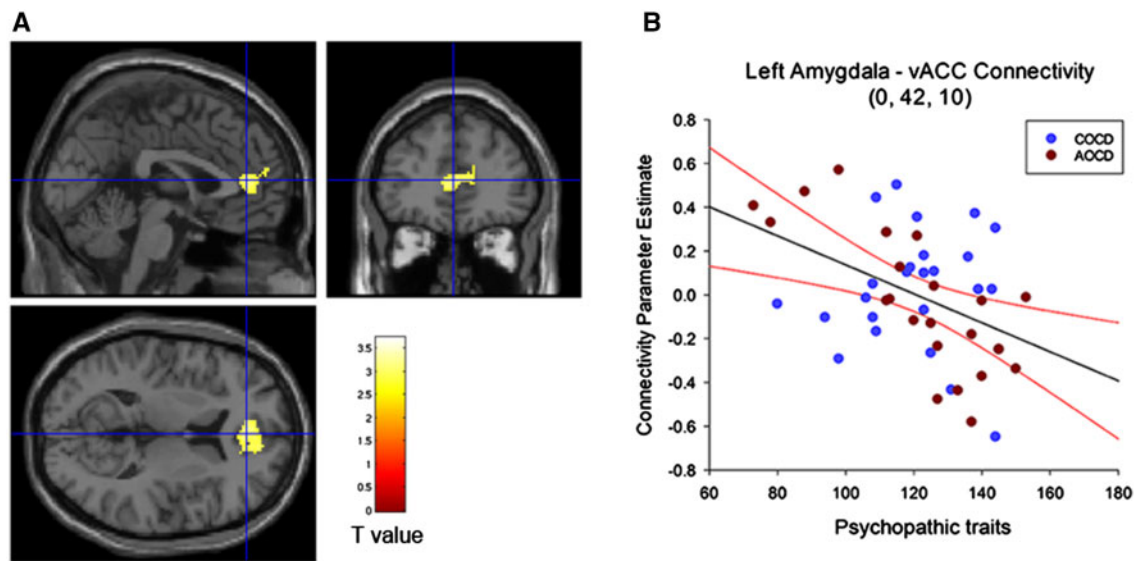 A
3.5
3
2.5
2
1.5
1
0.5
0
T value
B
Left Amygdala - vACC Connectivity
(0, 42, 10)
COCD
AOCD
Connectivity Parameter Estimate
0.8
0.6
0.4
0.2
0.0
-0.2
-0.4
-0.6
-0.8
60 80 100 120 140 160 180
Psychopathic traits